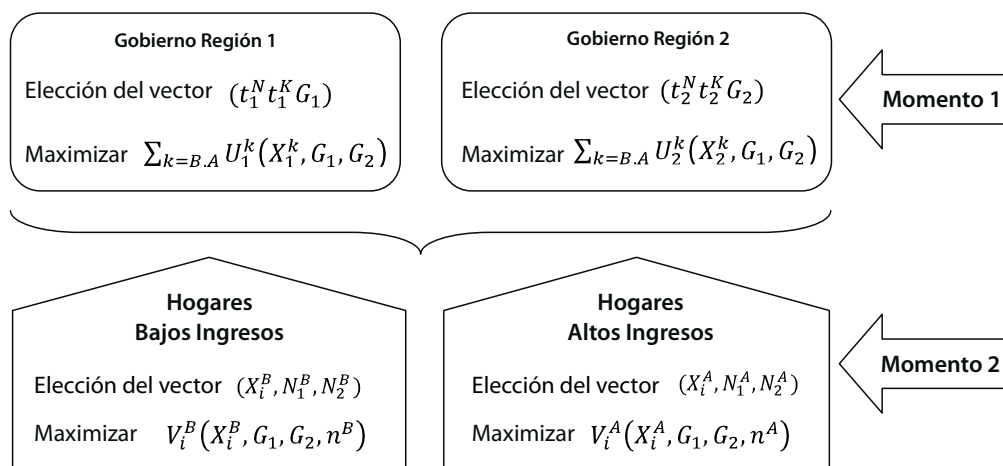 Gobierno Región 1
Elección del vector $(t_1^N t_1^K G_1)$
Maximizar $\sum_{k=B.A} U_1^k(X_1^k, G_1, G_2)$
Gobierno Región 2
Elección del vector $(t_2^N t_2^K G_2)$
Maximizar $\sum_{k=B.A} U_2^k(X_2^k, G_1, G_2)$
Momento 1
Hogares
Bajos Ingresos
Elección del vector $(X_i^B, N_1^B, N_2^B)$
Maximizar $V_i^B(X_i^B, G_1, G_2, n^B)$
Hogares
Altos Ingresos
Elección del vector $(X_i^A, N_1^A, N_2^A)$
Maximizar $V_i^A(X_i^A, G_1, G_2, n^A)$
Momento 2